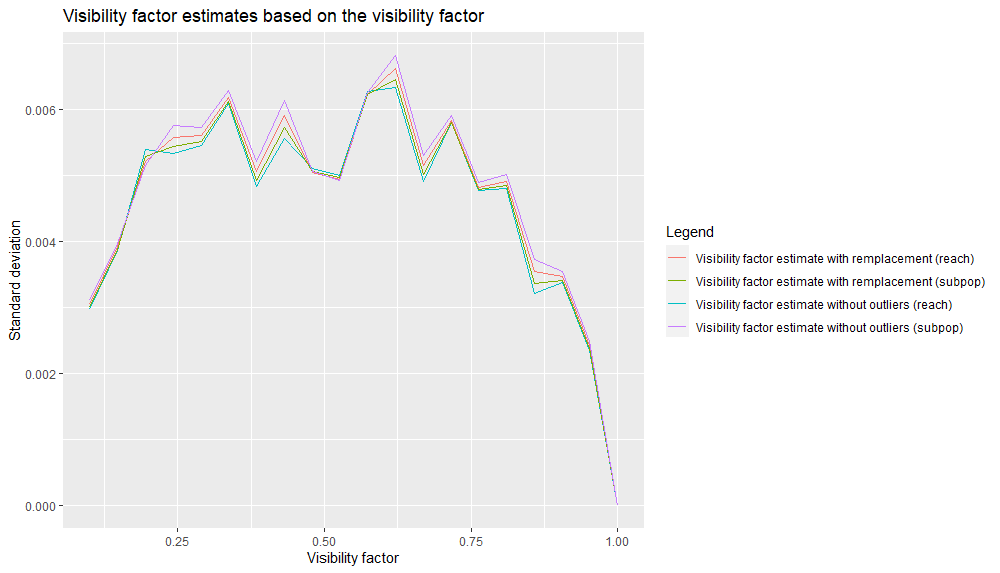 Visibility factor estimates based on the visibility factor
Standard deviation
0.006
0.004
0.002
0.000
0.25
0.50
0.75
1.00
Visibility factor
Legend
Visibility factor estimate with remplacement (reach)
Visibility factor estimate with remplacement (subpop)
Visibility factor estimate without outliers (reach)
Visibility factor estimate without outliers (subpop)